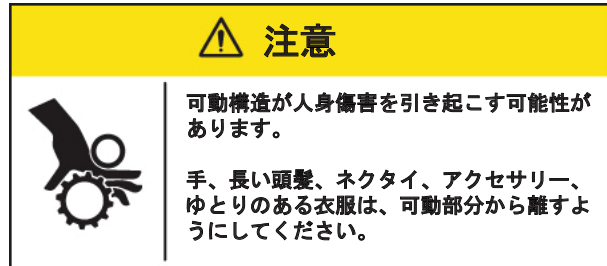 注意
可動構造が人身傷害を引き起こす可能性が
あります。
手、長い頭髪、ネクタイ、アクセサリー、
ゆとりのある衣服は、可動部分から離すよ
うにしてください。